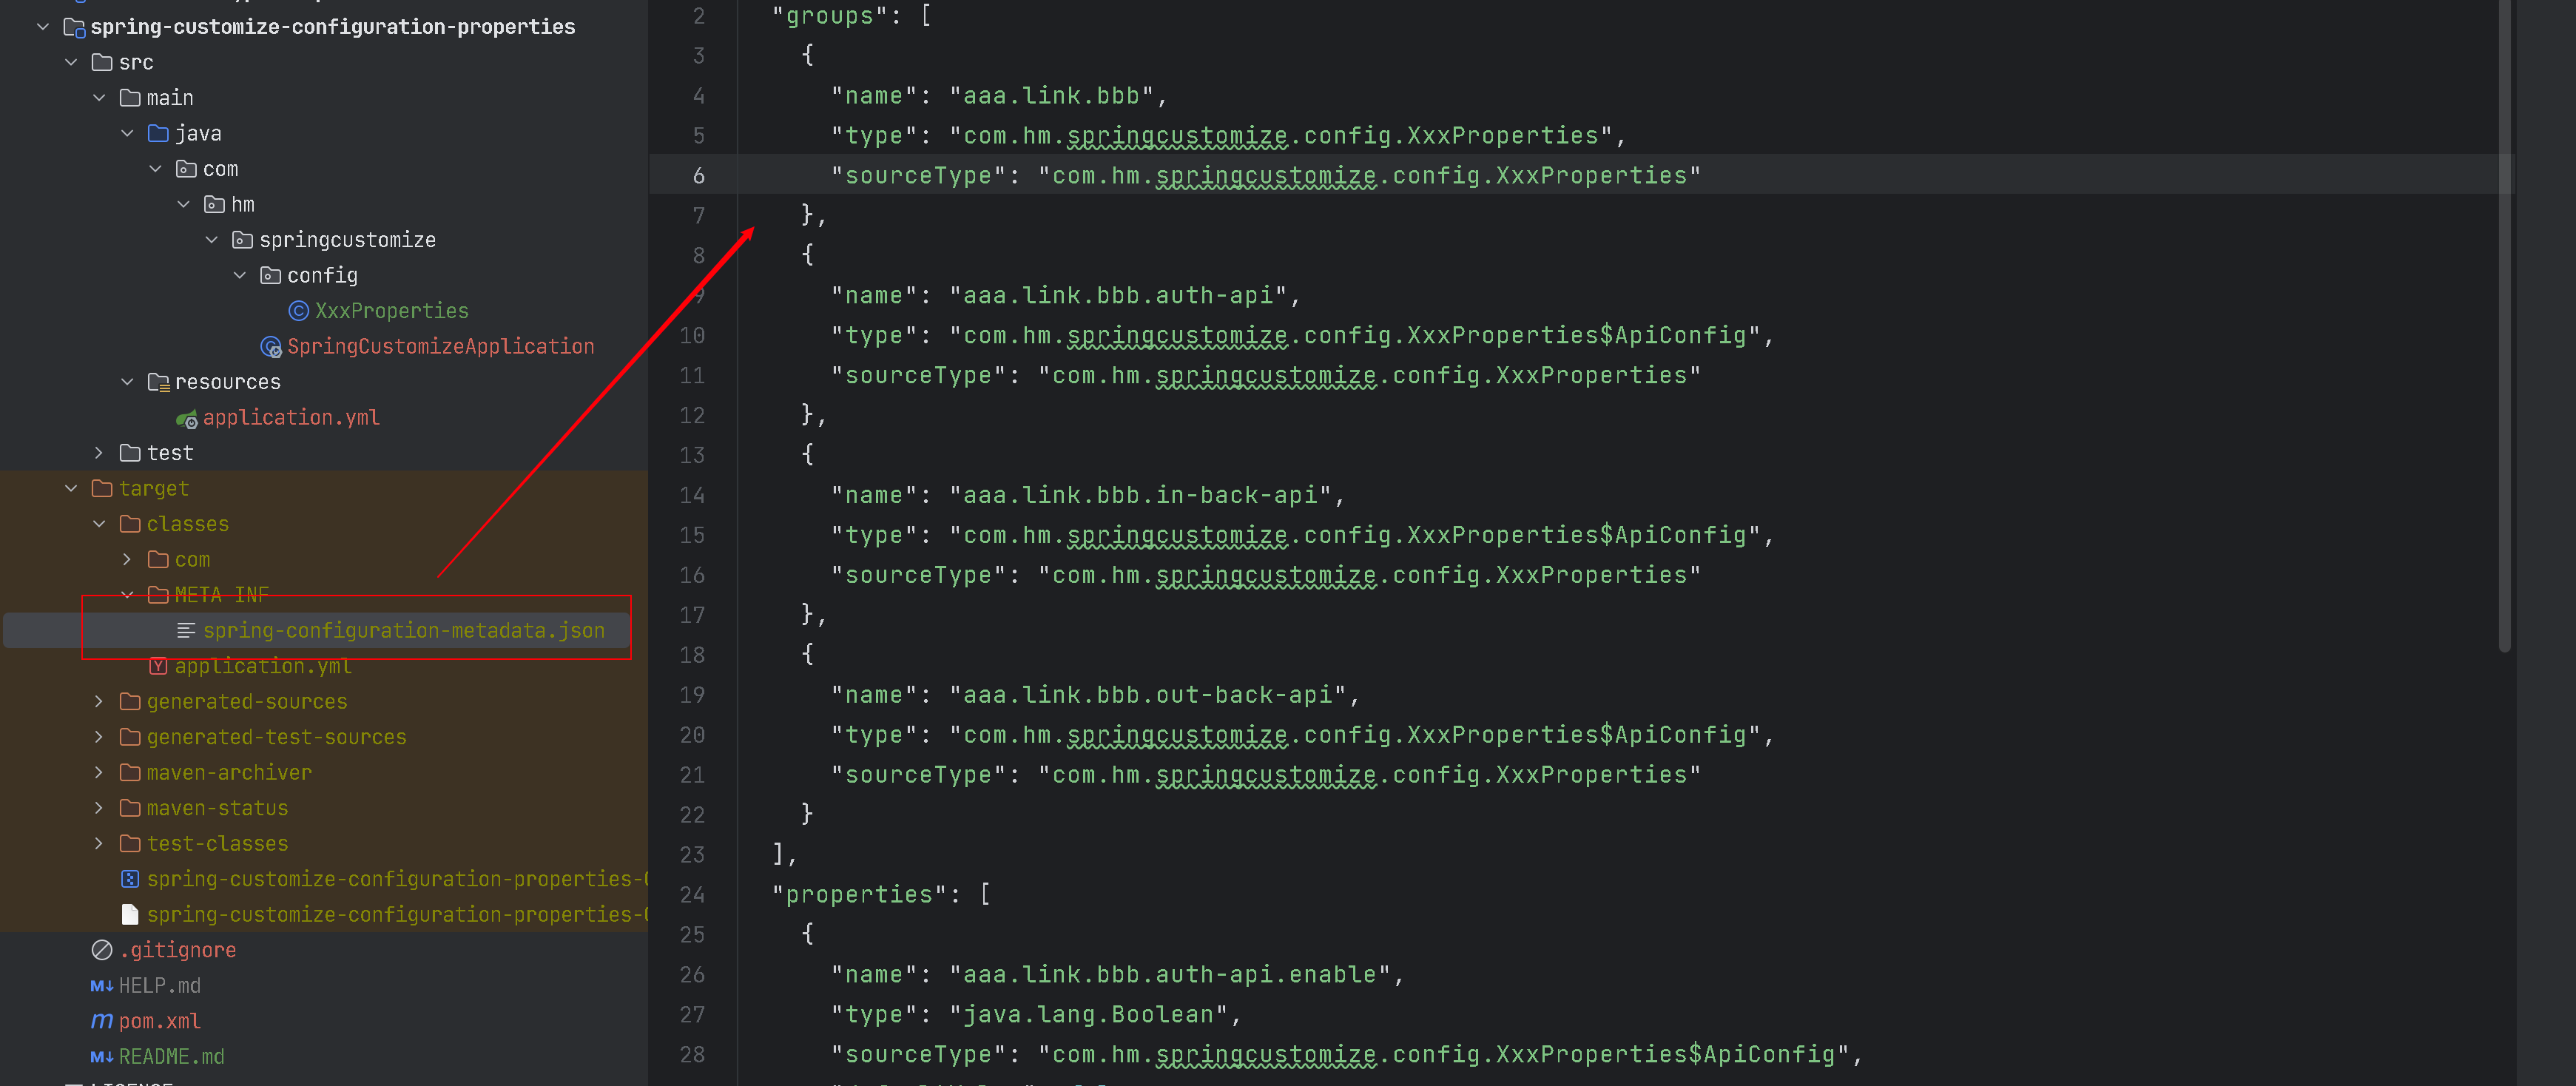 spring-customize-configuration-properties
src
main
java
com
hm
springcustomize
config
XxxProperties
SpringCustomizeApplication
resources
application.yml
test
target
classes
com
META-INF
spring-configuration-metadata.json
application.yml
generated-sources
generated-test-sources
maven-archiver
maven-status
test-classes
spring-customize-configuration-properties-0
spring-customize-configuration-properties-0
.gitignore
M↓ HELP.md
m pom.xml
M↓ README.md
LICENSE
2 "groups": [
3 {
4 "name": "aaa.link.bbb",
5 "type": "com.hm.springcustomize.config.XxxProperties",
6 "sourceType": "com.hm.springcustomize.config.XxxProperties"
7 },
8 {
9 "name": "aaa.link.bbb.auth-api",
10 "type": "com.hm.springcustomize.config.XxxProperties$ApiConfig",
11 "sourceType": "com.hm.springcustomize.config.XxxProperties"
12 },
13 {
14 "name": "aaa.link.bbb.in-back-api",
15 "type": "com.hm.springcustomize.config.XxxProperties$ApiConfig",
16 "sourceType": "com.hm.springcustomize.config.XxxProperties"
17 },
18 {
19 "name": "aaa.link.bbb.out-back-api",
20 "type": "com.hm.springcustomize.config.XxxProperties$ApiConfig",
21 "sourceType": "com.hm.springcustomize.config.XxxProperties"
22 }
23 ],
24 "properties": [
25 {
26 "name": "aaa.link.bbb.auth-api.enable",
27 "type": "java.lang.Boolean",
28 "sourceType": "com.hm.springcustomize.config.XxxProperties$ApiConfig",